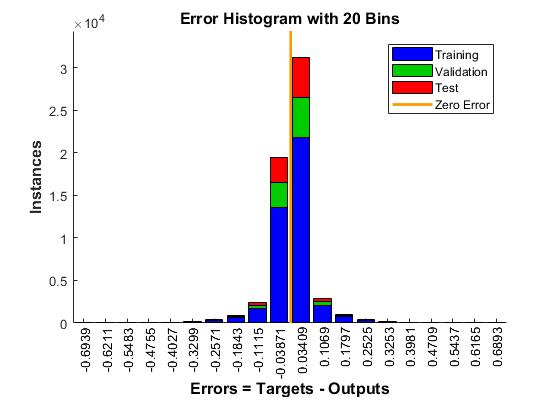 Error Histogram with 20 Bins
×10⁴
Training
Validation
Test
Zero Error
3
2.5
2
1.5
1
0.5
0
Instances
-0.6939 -0.6211 -0.5483 -0.4755 -0.4027 -0.3299 -0.2571 -0.1843 -0.1115 -0.03871 0.03409 0.1069 0.1797 0.2525 0.3253 0.3981 0.4709 0.5437 0.6165 0.6893
Errors = Targets - Outputs